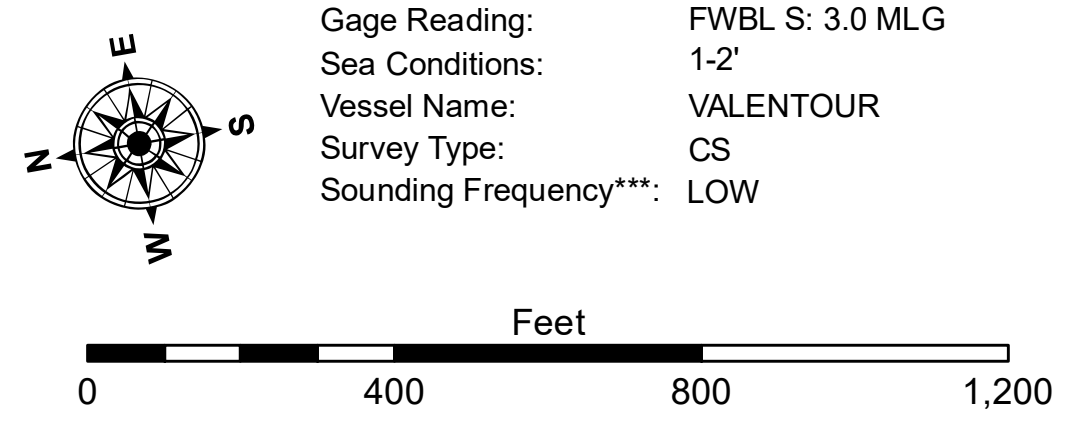 E
S
N
W
Gage Reading: FWBL S: 3.0 MLG
Sea Conditions: 1-2'
Vessel Name: VALENTOUR
Survey Type: CS
Sounding Frequency***: LOW
Feet
0 400 800 1,200